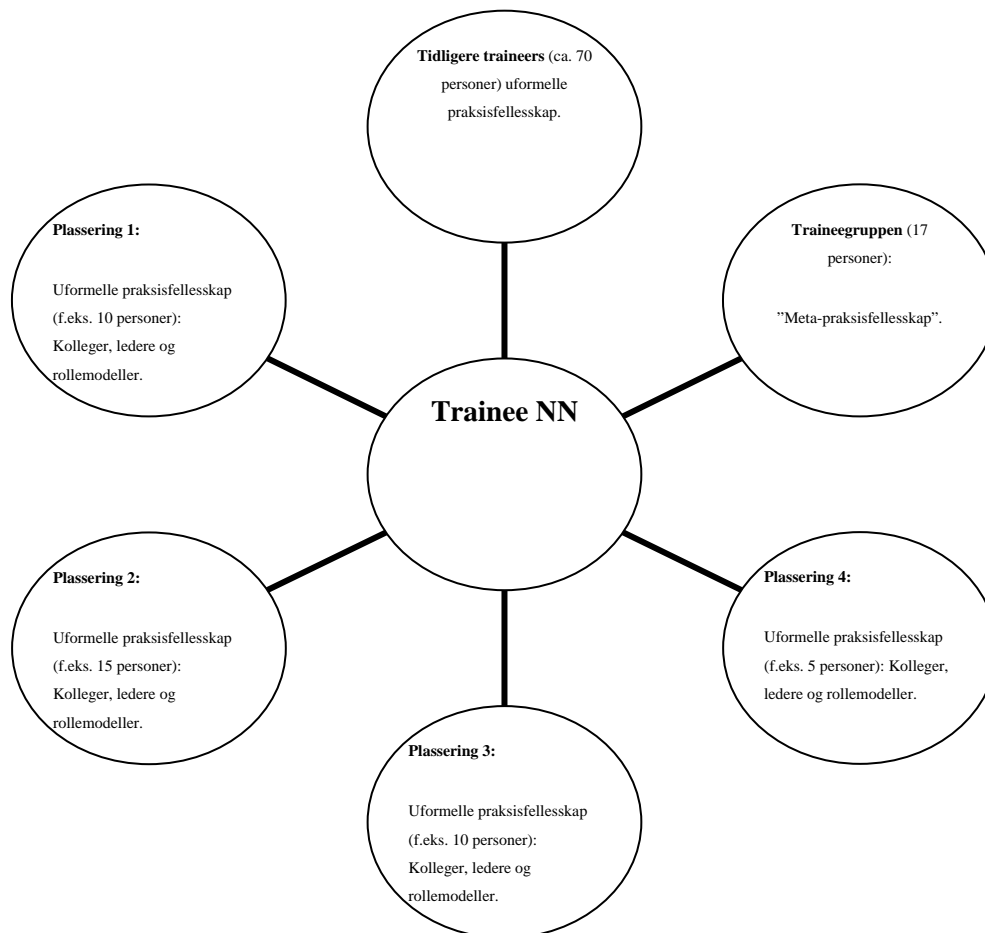 Tidligere traineers (ca. 70
personer) uformelle
praksisfellesskap.
Plassering 1:
Uformelle praksisfellesskap
(f.eks. 10 personer):
Kolleger, ledere og
rollemodeller.
Traineegruppen (17
personer):
”Meta-praksisfellesskap”.
Trainee NN
Plassering 2:
Uformelle praksisfellesskap
(f.eks. 15 personer):
Kolleger, ledere og
rollemodeller.
Plassering 4:
Uformelle praksisfellesskap
(f.eks. 5 personer): Kolleger,
ledere og rollemodeller.
Plassering 3:
Uformelle praksisfellesskap
(f.eks. 10 personer):
Kolleger, ledere og
rollemodeller.